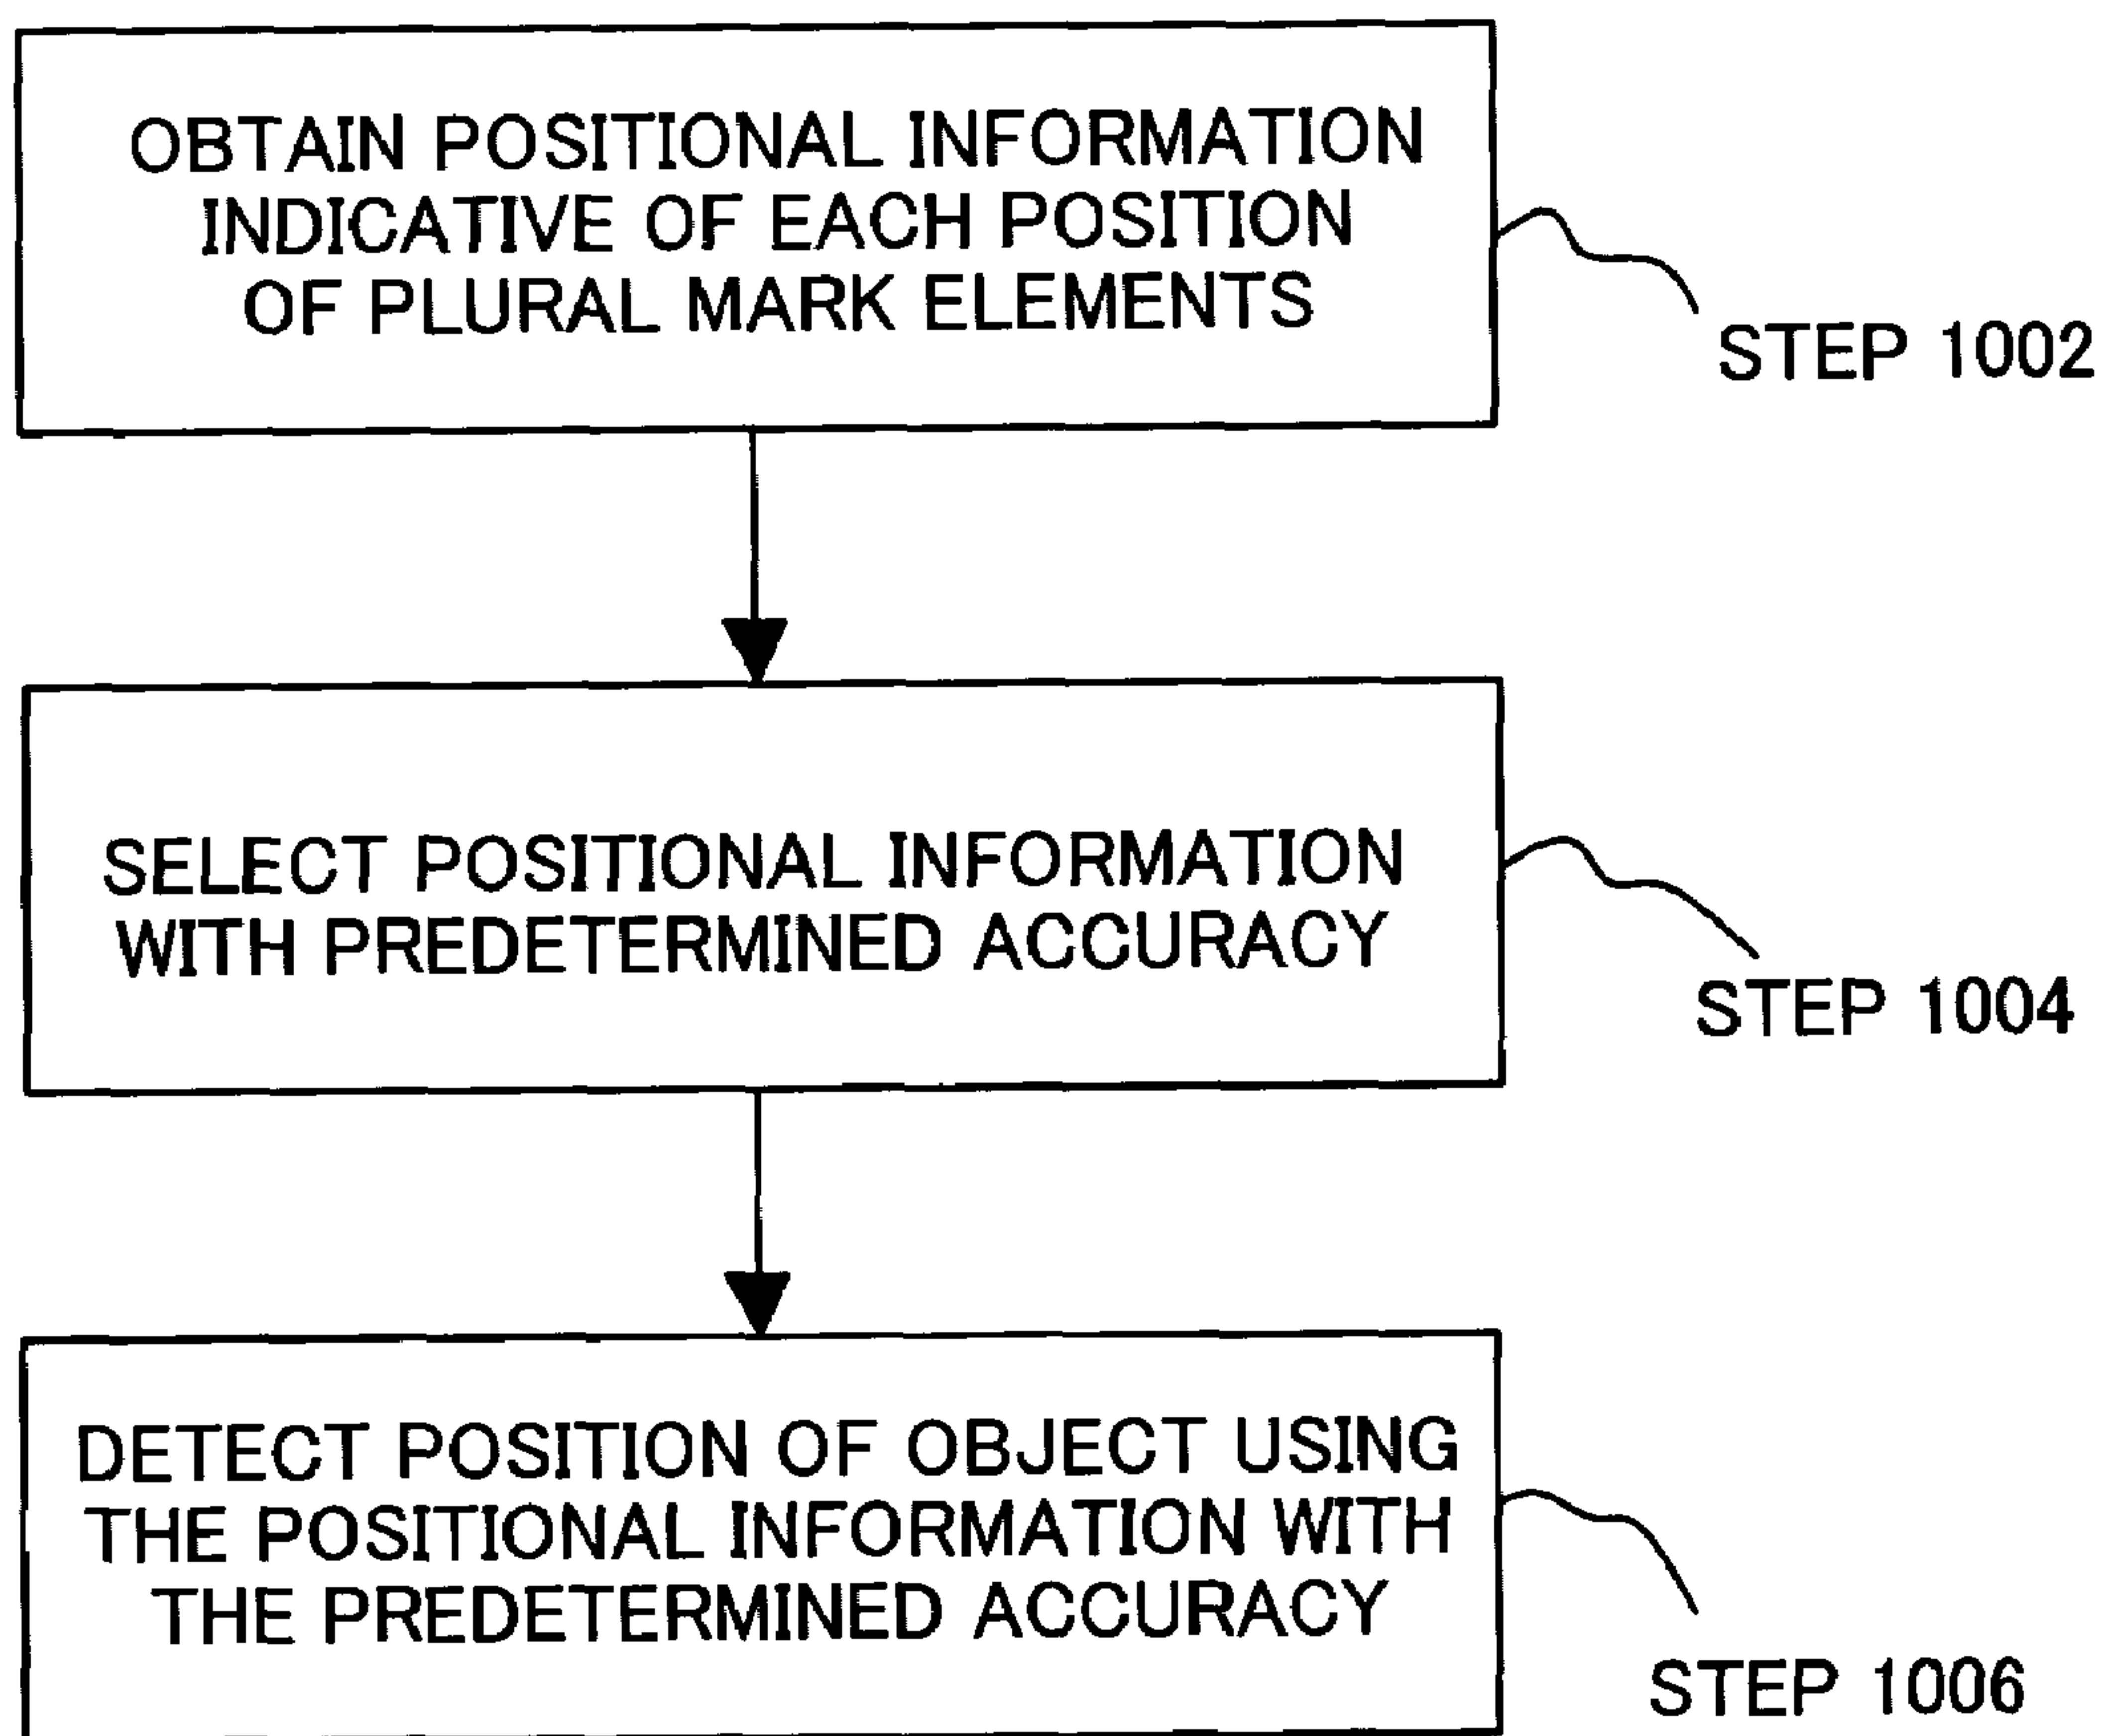 OBTAIN POSITIONAL INFORMATION
INDICATIVE OF EACH POSITION
OF PLURAL MARK ELEMENTS
STEP 1002
SELECT POSITIONAL INFORMATION
WITH PREDETERMINED ACCURACY
STEP 1004
DETECT POSITION OF OBJECT USING
THE POSITIONAL INFORMATION WITH
THE PREDETERMINED ACCURACY
STEP 1006